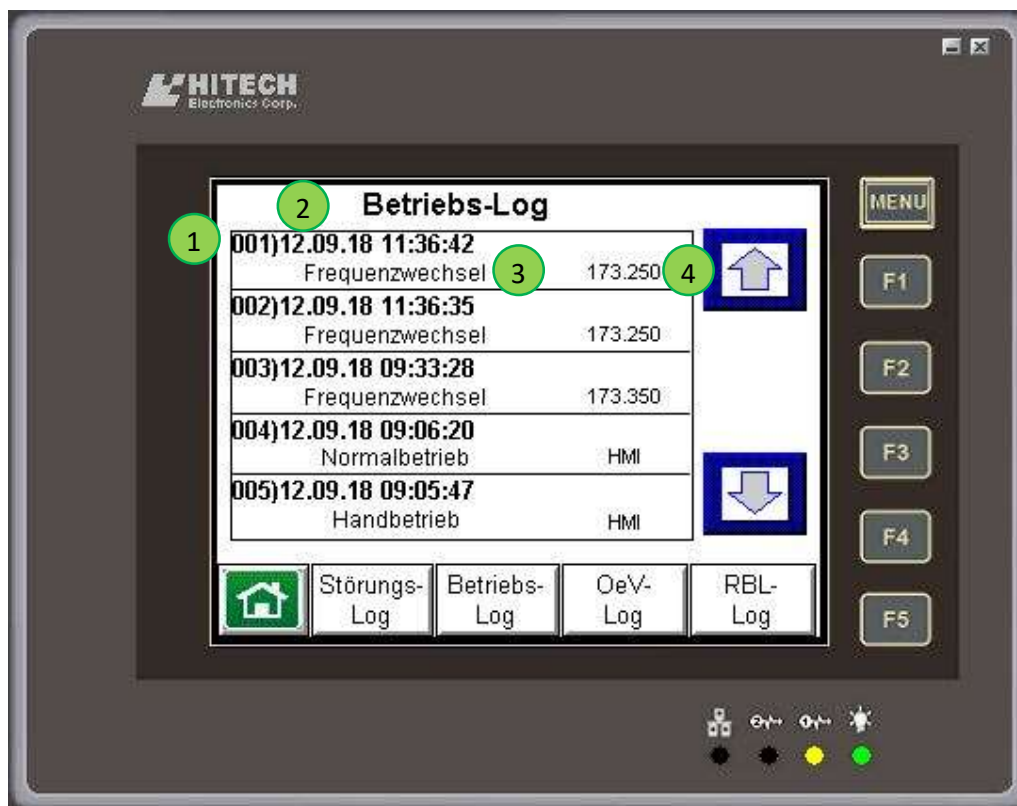 HITECH
Electronics Corp.
Betriebs-Log
2
1
001)12.09.18 11:36:42
Frequenzwechsel 3 173.250 4
002)12.09.18 11:36:35
Frequenzwechsel 173.250
003)12.09.18 09:33:28
Frequenzwechsel 173.350
004)12.09.18 09:06:20
Normalbetrieb HMI
005)12.09.18 09:05:47
Handbetrieb HMI
Störungs-
Log
Betriebs-
Log
OeV-
Log
RBL-
Log
MENU
F1
F2
F3
F4
F5